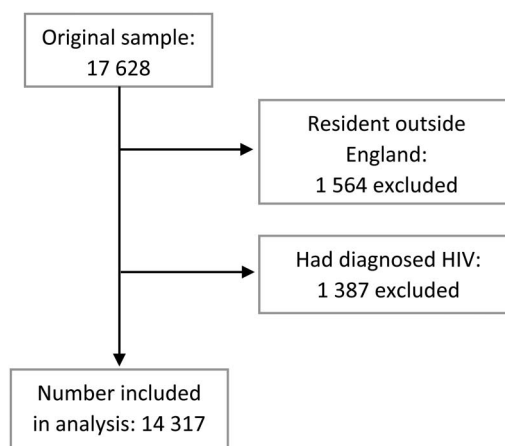 Original sample:
17 628
Resident outside
England:
1 564 excluded
Had diagnosed HIV:
1 387 excluded
Number included
in analysis: 14 317